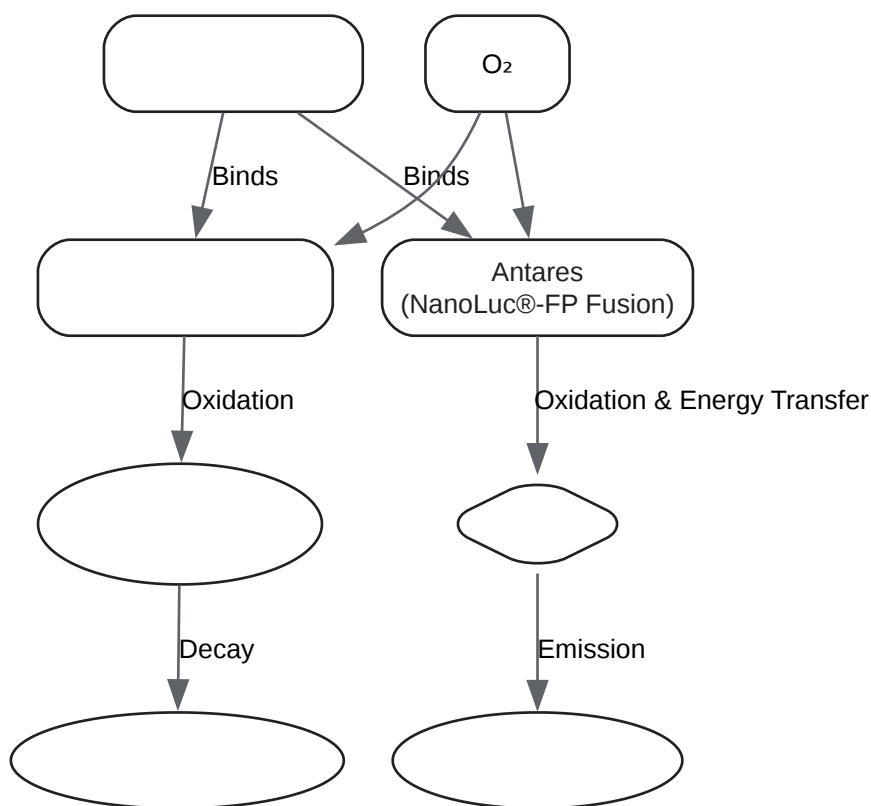 O₂
Binds
Binds
Antares
(NanoLuc®-FP Fusion)
Oxidation
Oxidation & Energy Transfer
Decay
Emission